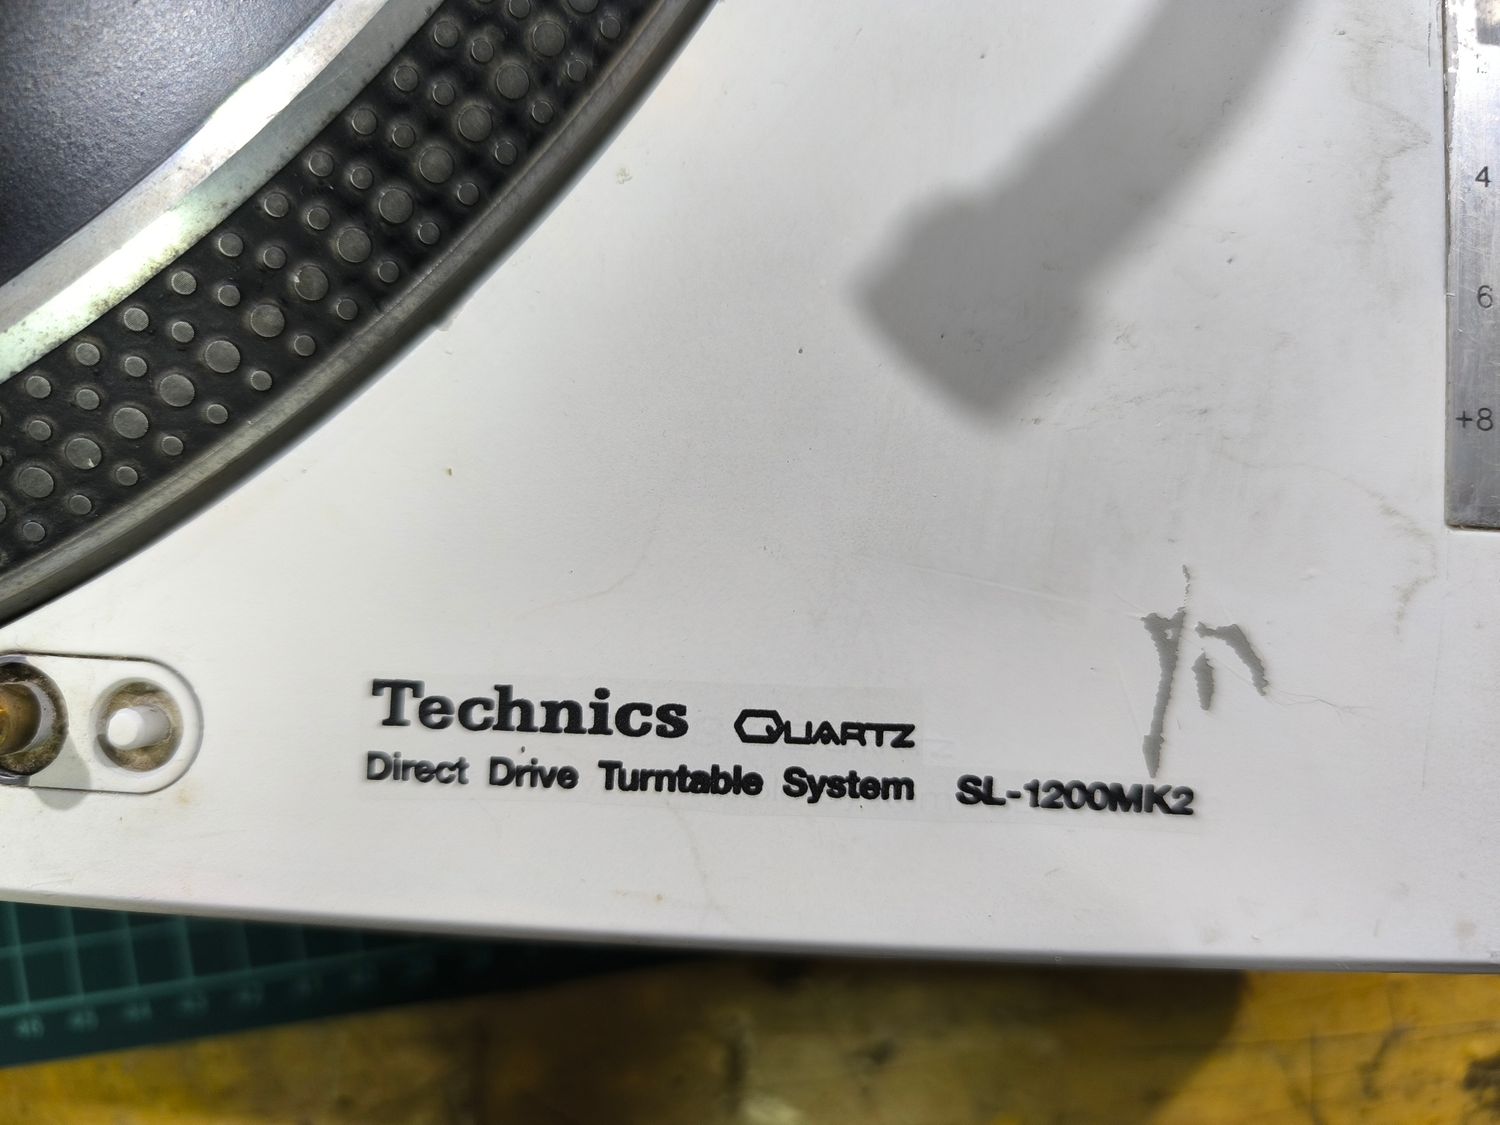 4
6
+8
Technics QUARTZ
Direct Drive Turntable System SL-1200MK2